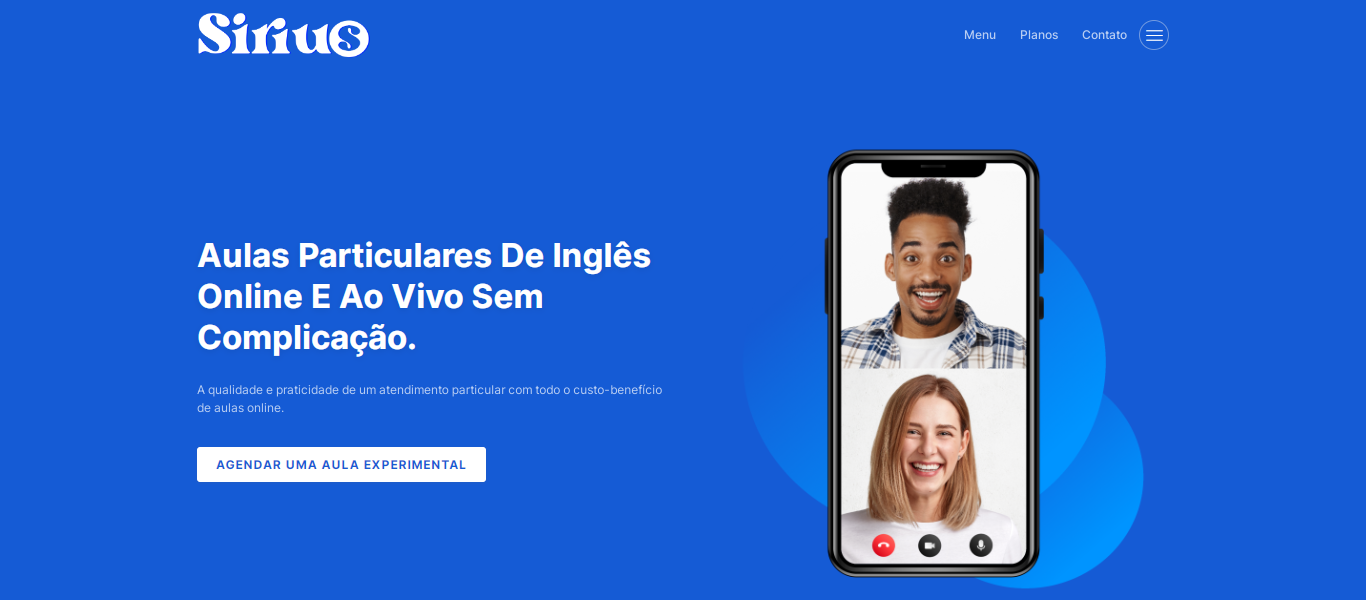 Sirius
Menu Planos Contato
Aulas Particulares De Inglês
Online E Ao Vivo Sem
Complicação.
A qualidade e praticidade de um atendimento particular com todo o custo-benefício
de aulas online.
AGENDAR UMA AULA EXPERIMENTAL